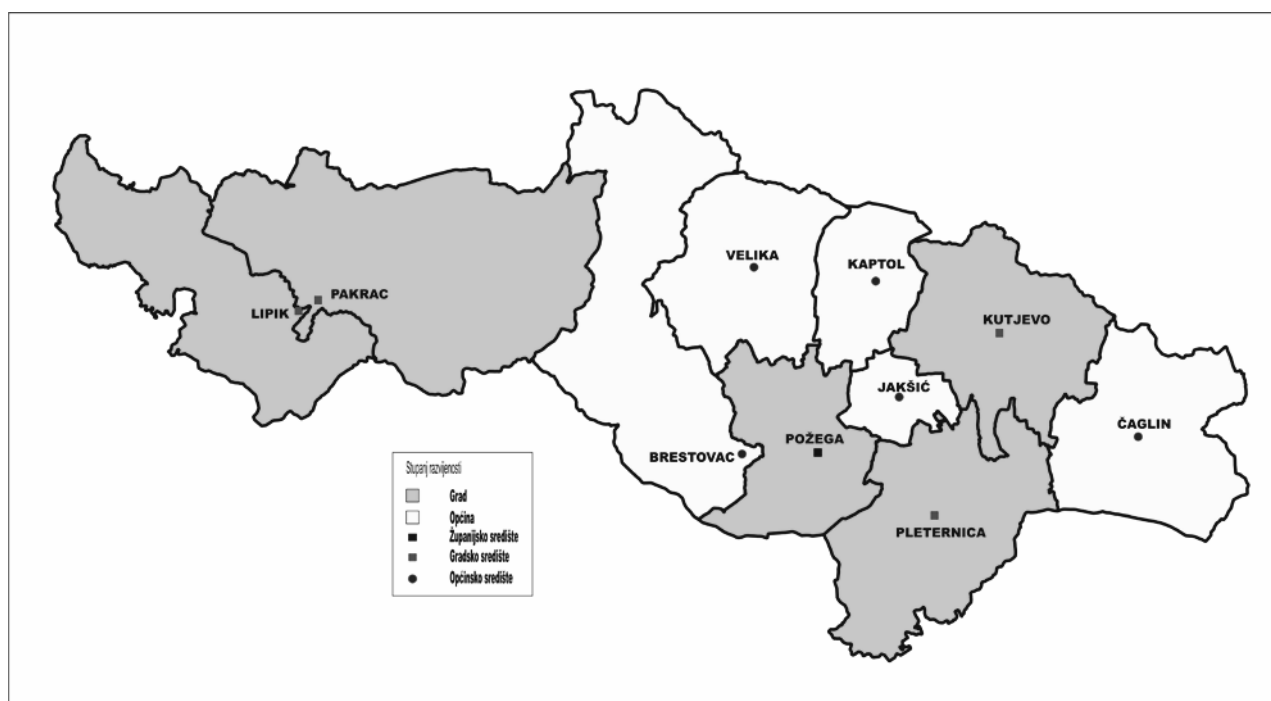 VELIKA
KAPTOL
PAKRAC
LIPIK
KUTJEVO
JAKŠIĆ
ČAGLIN
POŽEGA
BRESTOVAC
PLETERNICA
Stupanj razvijenosti
Grad
Općina
Županijsko središte
Gradsko središte
Općinsko središte